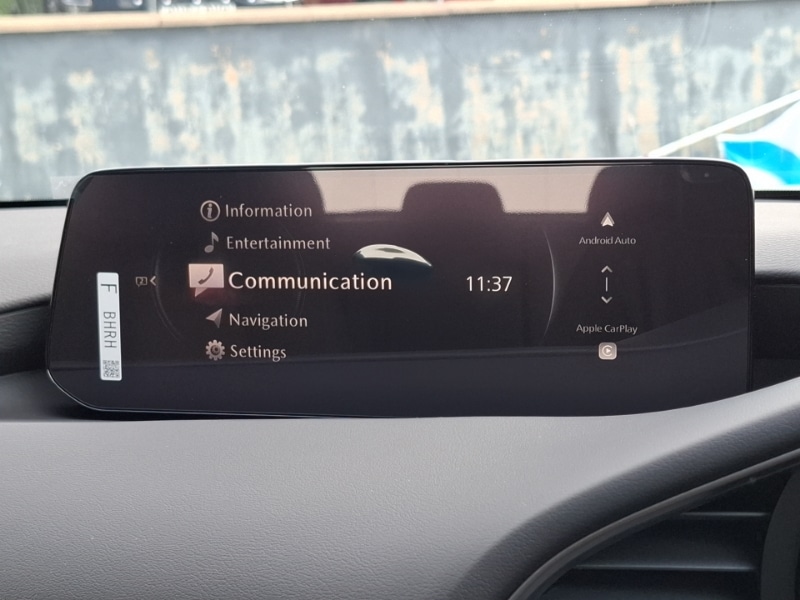 Information
Entertainment
Communication
Navigation
Settings
11:37
Android Auto
Apple CarPlay
F BHRH